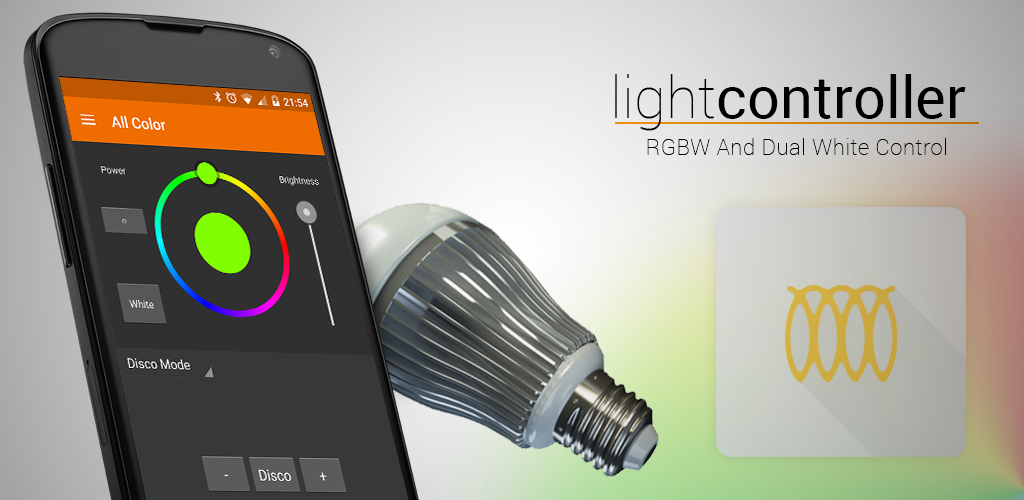 21:54
All Color
Power
Brightness
White
Disco Mode
- Disco +
lightcontroller
RGBW And Dual White Control